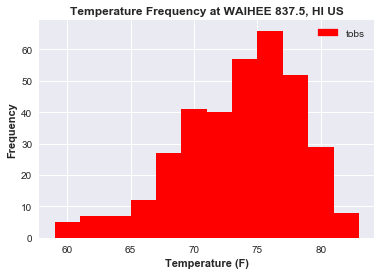 Temperature Frequency at WAIHEE 837.5, HI US
tobs
Frequency
60
50
40
30
20
10
0
60 65 70 75 80
Temperature (F)